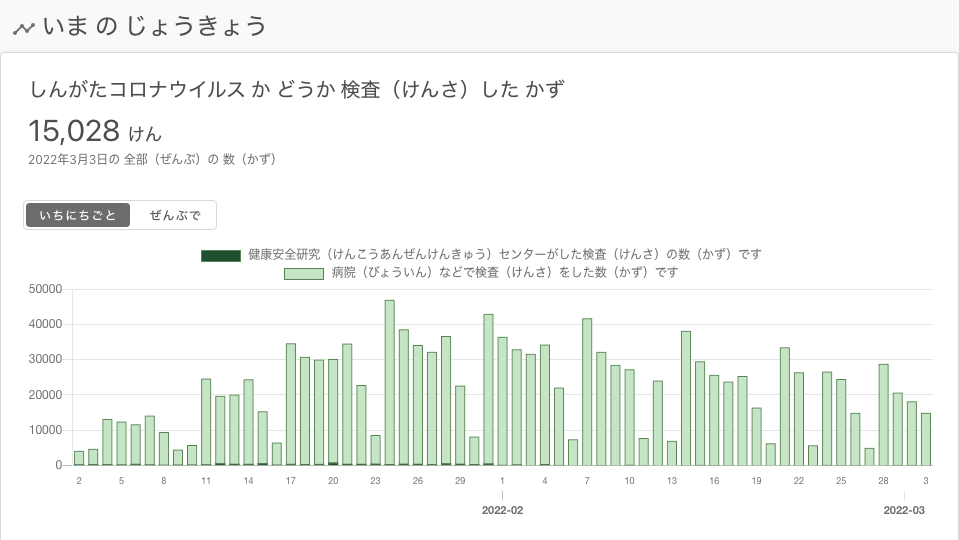 いま の じょうきょう
しんがたコロナウイルス か どうか 検査（けんさ）した かず
15,028 けん
2022年3月3日の 全部（ぜんぶ）の 数（かず）
いちにちごと ぜんぶで
健康安全研究（けんこうあんぜんけんきゅう）センターがした検査（けんさ）の数（かず）です
病院（びょういん）などで検査（けんさ）をした数（かず）です
50000
40000
30000
20000
10000
0
2 5 8 11 14 17 20 23 26 29 1 4 7 10 13 16 19 22 25 28 3
2022-02 2022-03